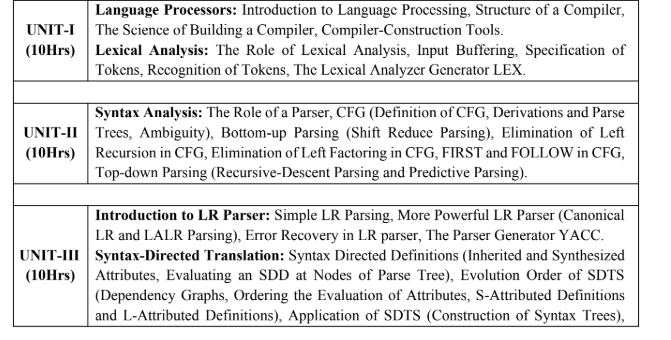 Language Processors: Introduction to Language Processing, Structure of a Compiler,
UNIT-I The Science of Building a Compiler, Compiler-Construction Tools.
(10Hrs) Lexical Analysis: The Role of Lexical Analysis, Input Buffering, Specification of
Tokens, Recognition of Tokens, The Lexical Analyzer Generator LEX.
Syntax Analysis: The Role of a Parser, CFG (Definition of CFG, Derivations and Parse
UNIT-II Trees, Ambiguity), Bottom-up Parsing (Shift Reduce Parsing), Elimination of Left
(10Hrs) Recursion in CFG, Elimination of Left Factoring in CFG, FIRST and FOLLOW in CFG,
Top-down Parsing (Recursive-Descent Parsing and Predictive Parsing).
Introduction to LR Parser: Simple LR Parsing, More Powerful LR Parser (Canonical
LR and LALR Parsing), Error Recovery in LR parser, The Parser Generator YACC.
UNIT-III Syntax-Directed Translation: Syntax Directed Definitions (Inherited and Synthesized
(10Hrs) Attributes, Evaluating an SDD at Nodes of Parse Tree), Evolution Order of SDTS
(Dependency Graphs, Ordering the Evaluation of Attributes, S-Attributed Definitions
and L-Attributed Definitions), Application of SDTS (Construction of Syntax Trees),